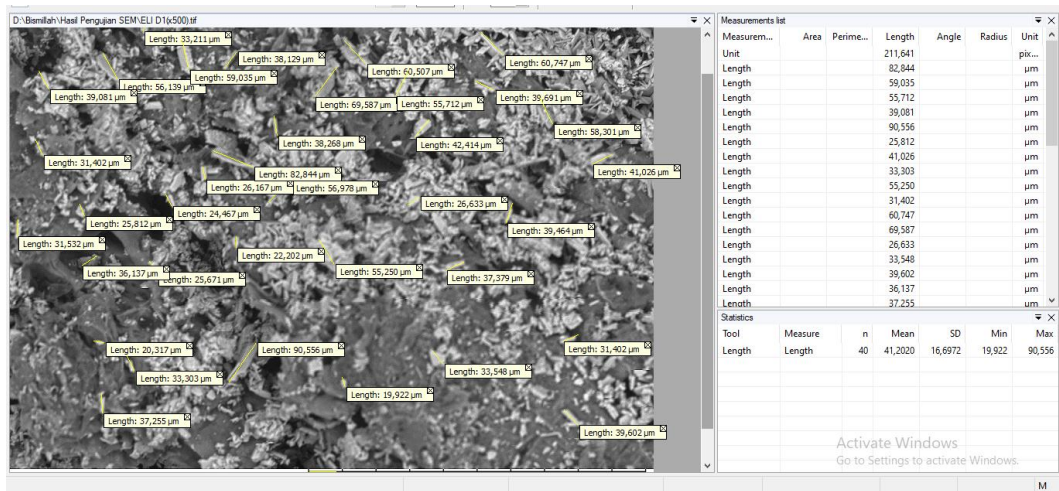 D:\Bismillah\Hasil Pengujian SEM\ELI D1(x500).tif
Length: 33,211 µm
Length: 38,129 µm
Length: 60,747 µm
Length: 60,507 µm
Length: 59,035 µm
Length: 56,139 µm
Length: 39,081 µm
Length: 39,691 µm
Length: 69,587 µm
Length: 55,712 µm
Length: 58,301 µm
Length: 38,268 µm
Length: 42,414 µm
Length: 31,402 µm
Length: 41,026 µm
Length: 82,844 µm
Length: 26,167 µm
Length: 56,978 µm
Length: 26,633 µm
Length: 24,467 µm
Length: 25,812 µm
Length: 39,464 µm
Length: 31,532 µm
Length: 22,202 µm
Length: 36,137 µm
Length: 25,671 µm
Length: 55,250 µm
Length: 37,379 µm
Length: 20,317 µm
Length: 90,556 µm
Length: 31,402 µm
Length: 33,303 µm
Length: 33,548 µm
Length: 19,922 µm
Length: 37,255 µm
Length: 39,602 µm
Measurements list
Measurem... Area Perime... Length Angle Radius Unit
Unit 211,641 pix...
Length 82,844 µm
Length 59,035 µm
Length 55,712 µm
Length 39,081 µm
Length 90,556 µm
Length 25,812 µm
Length 41,026 µm
Length 33,303 µm
Length 55,250 µm
Length 31,402 µm
Length 60,747 µm
Length 69,587 µm
Length 26,633 µm
Length 33,548 µm
Length 39,602 µm
Length 36,137 µm
Length 37,255 µm
Statistics
Tool Measure n Mean SD Min Max
Length Length 40 41,2020 16,6972 19,922 90,556
Activate Windows
Go to Settings to activate Windows.
M